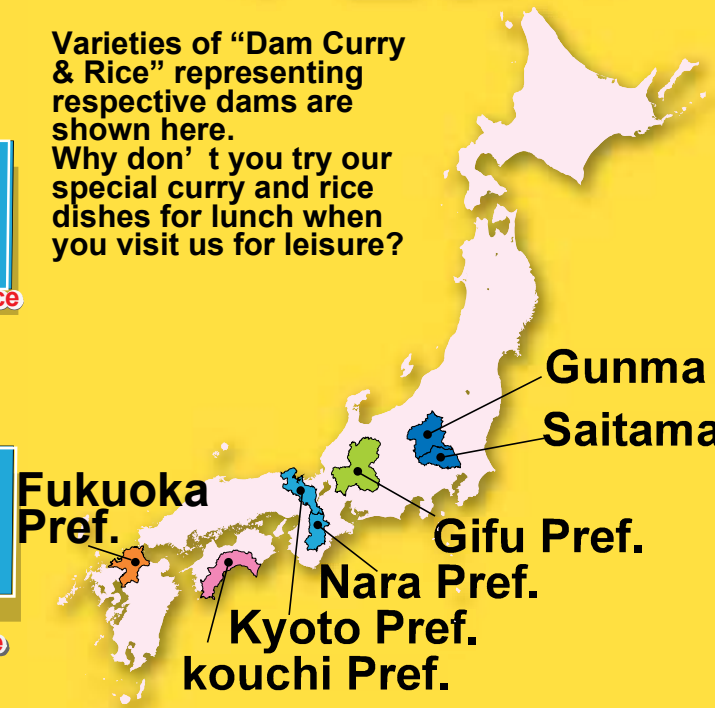 Varieties of “Dam Curry
& Rice” representing
respective dams are
shown here.
Why don’ t you try our
special curry and rice
dishes for lunch when
you visit us for leisure?
ce
Gunma
Saitama
Fukuoka
Pref.
Gifu Pref.
Nara Pref.
Kyoto Pref.
kouchi Pref.
e